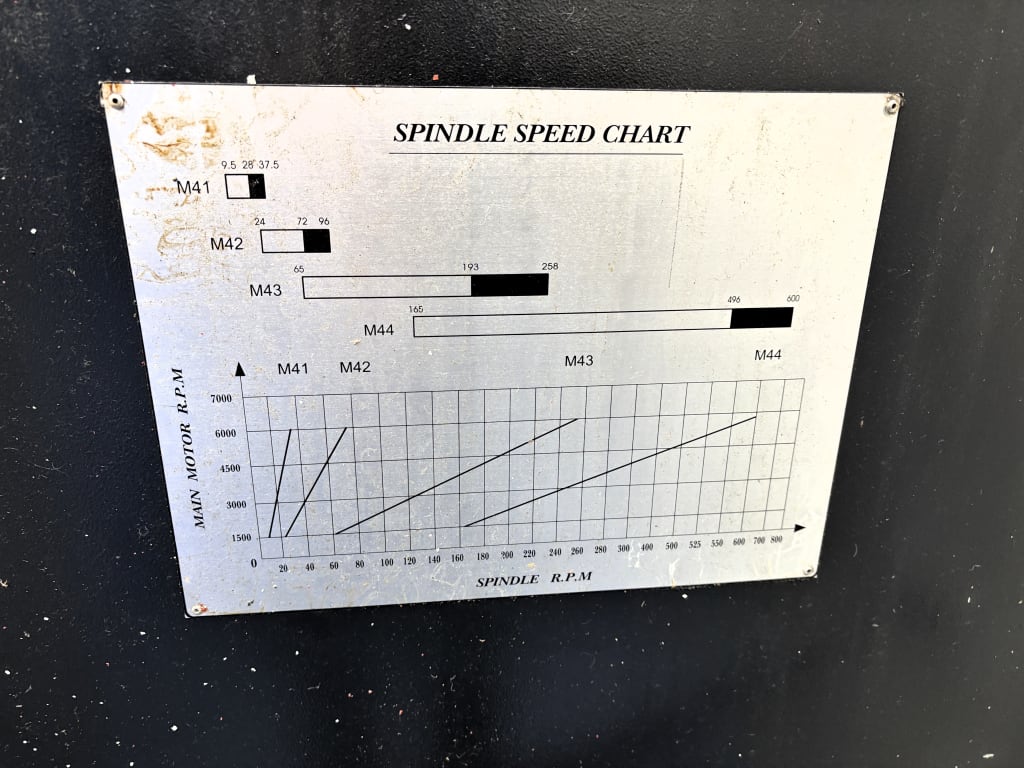 SPINDLE SPEED CHART
9.5 28 37.5
M41
24 72 96
M42
65 193 258
M43
165 496 600
M44
M41 M42 M43 M44
MAIN MOTOR R.P.M
7000
6000
4500
3000
1500
0 20 40 60 80 100 120 140 160 180 200 220 240 260 280 300 400 500 525 550 600 700 800
SPINDLE R.P.M